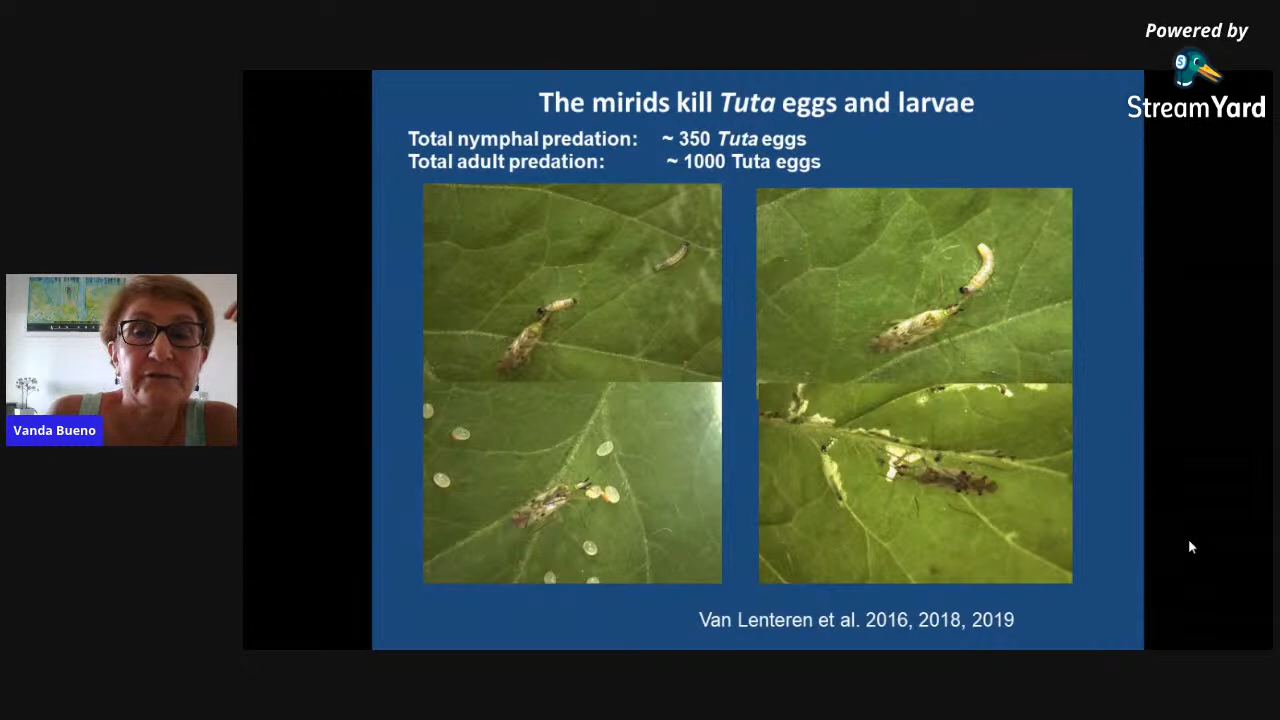 Powered by
StreamYard
The mirids kill Tuta eggs and larvae
Total nymphal predation: ~ 350 Tuta eggs
Total adult predation: ~ 1000 Tuta eggs
Vanda Bueno
Van Lenteren et al. 2016, 2018, 2019